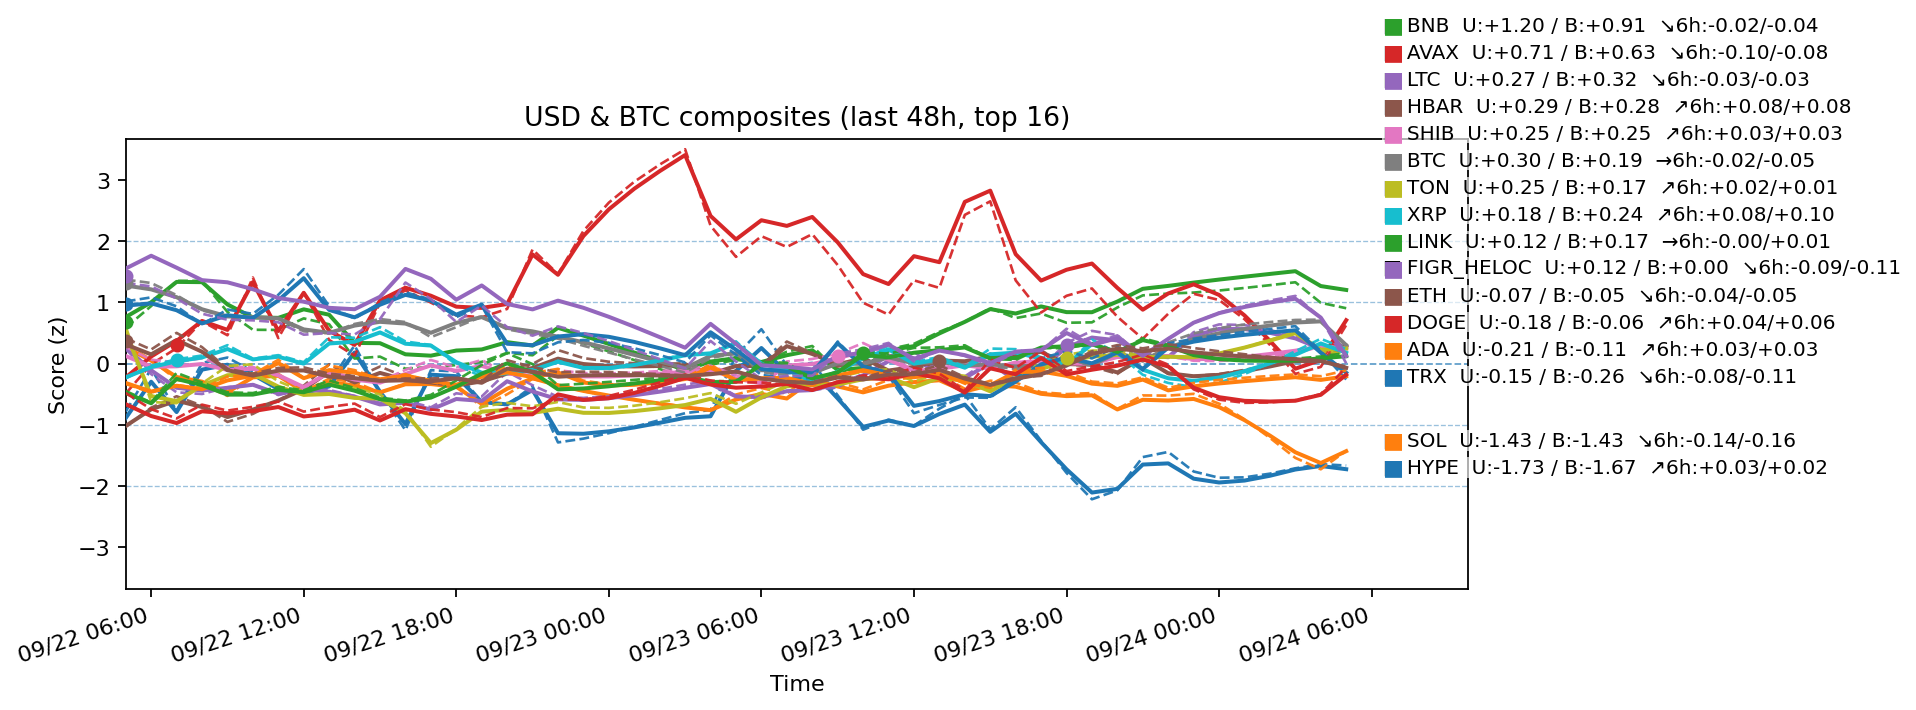 BNB U:+1.20 / B:+0.91 ↘6h:-0.02/-0.04
AVAX U:+0.71 / B:+0.63 ↘6h:-0.10/-0.08
LTC U:+0.27 / B:+0.32 ↘6h:-0.03/-0.03
HBAR U:+0.29 / B:+0.28 ↗6h:+0.08/+0.08
SHIB U:+0.25 / B:+0.25 ↗6h:+0.03/+0.03
BTC U:+0.30 / B:+0.19 →6h:-0.02/-0.05
TON U:+0.25 / B:+0.17 ↗6h:+0.02/+0.01
XRP U:+0.18 / B:+0.24 ↗6h:+0.08/+0.10
LINK U:+0.12 / B:+0.17 →6h:-0.00/+0.01
FIGR_HELOC U:+0.12 / B:+0.00 ↘6h:-0.09/-0.11
ETH U:-0.07 / B:-0.05 ↘6h:-0.04/-0.05
DOGE U:-0.18 / B:-0.06 ↗6h:+0.04/+0.06
ADA U:-0.21 / B:-0.11 ↗6h:+0.03/+0.03
TRX U:-0.15 / B:-0.26 ↘6h:-0.08/-0.11
SOL U:-1.43 / B:-1.43 ↘6h:-0.14/-0.16
HYPE U:-1.73 / B:-1.67 ↗6h:+0.03/+0.02
USD & BTC composites (last 48h, top 16)
Score (z)
3
2
1
0
−1
−2
−3
09/22 06:00
09/22 12:00
09/22 18:00
09/23 00:00
09/23 06:00
09/23 12:00
09/23 18:00
09/24 00:00
09/24 06:00
Time